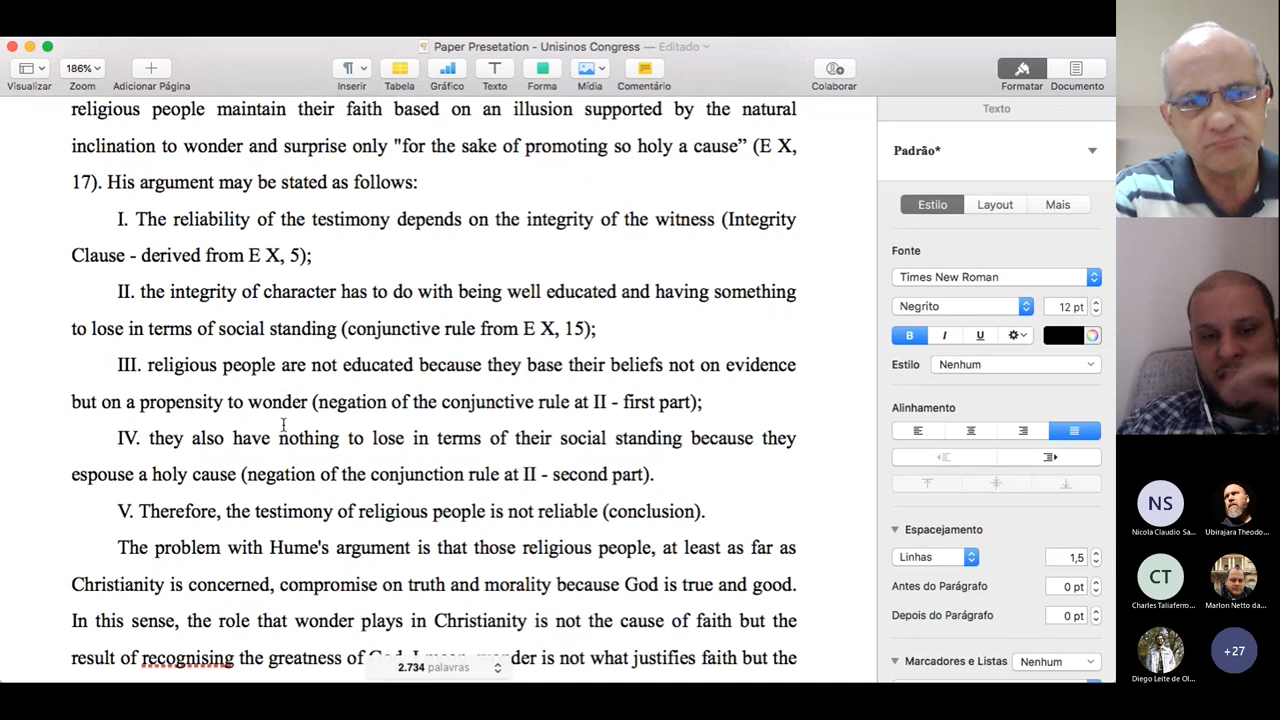 Paper Presetation - Unisinos Congress — Editado
186%
Visualizar
Zoom
Adicionar Página
Inserir
Tabela
Gráfico
Texto
Forma
Mídia
Comentário
Colaborar
Formatar
Documento
religious people maintain their faith based on an illusion supported by the natural
inclination to wonder and surprise only "for the sake of promoting so holy a cause” (E X,
17). His argument may be stated as follows:
I. The reliability of the testimony depends on the integrity of the witness (Integrity
Clause - derived from E X, 5);
II. the integrity of character has to do with being well educated and having something
to lose in terms of social standing (conjunctive rule from E X, 15);
III. religious people are not educated because they base their beliefs not on evidence
but on a propensity to wonder (negation of the conjunctive rule at II - first part);
IV. they also have nothing to lose in terms of their social standing because they
espouse a holy cause (negation of the conjunction rule at II - second part).
V. Therefore, the testimony of religious people is not reliable (conclusion).
The problem with Hume's argument is that those religious people, at least as far as
Christianity is concerned, compromise on truth and morality because God is true and good.
In this sense, the role that wonder plays in Christianity is not the cause of faith but the
result of recognising the greatness of is not what justifies faith but the
2.734 palavras
Texto
Padrão*
Estilo
Layout
Mais
Fonte
Times New Roman
Negrito
12 pt
B
I
U
Estilo
Nenhum
Alinhamento
Espacejamento
Linhas
1,5
Antes do Parágrafo
0 pt
Depois do Parágrafo
0 pt
Marcadores e Listas
Nenhum
NS
Nicola Claudio Sa...
Ubirajara Theodo...
CT
Charles Taliaferro...
Marlon Netto da...
Diego Leite de Ol...
+27